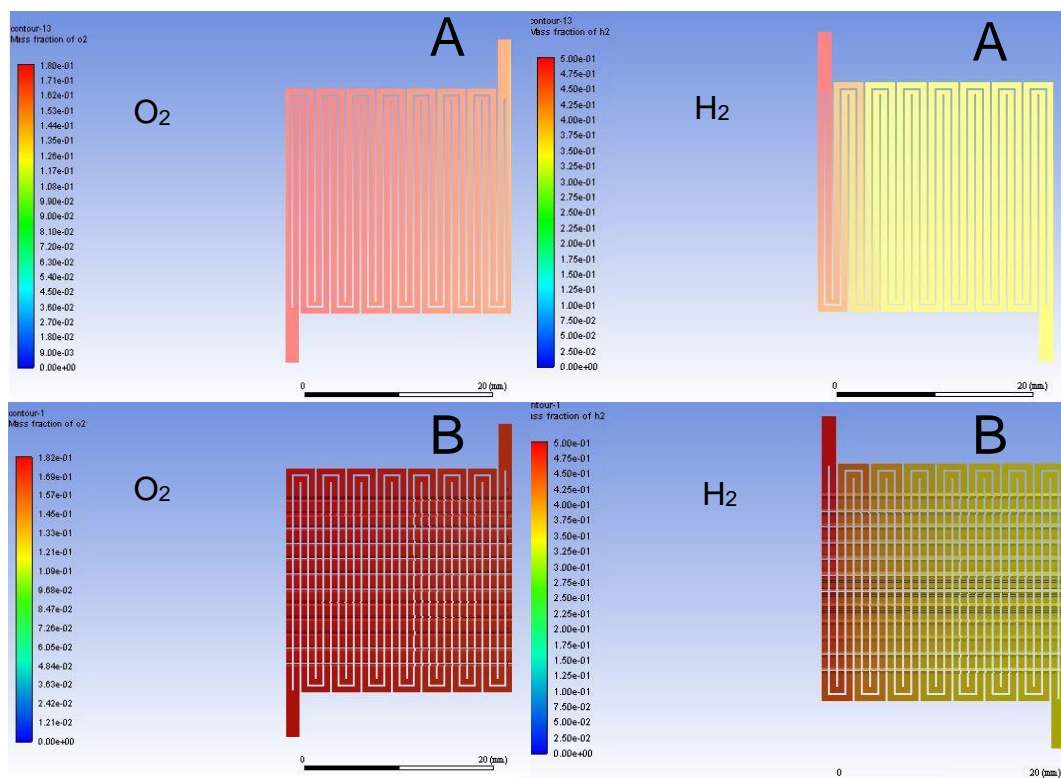 contour-13
Mass fraction of o2
A
O2
1.80e-01
1.71e-01
1.62e-01
1.53e-01
1.44e-01
1.35e-01
1.26e-01
1.17e-01
1.08e-01
9.90e-02
9.00e-02
8.10e-02
7.20e-02
6.30e-02
5.40e-02
4.50e-02
3.60e-02
2.70e-02
1.80e-02
9.00e-03
0.00e+00
0 20 (mm)
contour-13
Mass fraction of h2
A
H2
5.00e-01
4.75e-01
4.50e-01
4.25e-01
4.00e-01
3.75e-01
3.50e-01
3.25e-01
3.00e-01
2.75e-01
2.50e-01
2.25e-01
2.00e-01
1.75e-01
1.50e-01
1.25e-01
1.00e-01
7.50e-02
5.00e-02
2.50e-02
0.00e+00
0 20 (mm)
contour-1
Mass fraction of o2
B
O2
1.82e-01
1.69e-01
1.57e-01
1.45e-01
1.33e-01
1.21e-01
1.09e-01
9.68e-02
8.47e-02
7.26e-02
6.05e-02
4.84e-02
3.63e-02
2.42e-02
1.21e-02
0.00e+00
0 20 (mm)
contour-1
ss fraction of h2
B
H2
5.00e-01
4.75e-01
4.50e-01
4.25e-01
4.00e-01
3.75e-01
3.50e-01
3.25e-01
3.00e-01
2.75e-01
2.50e-01
2.25e-01
2.00e-01
1.75e-01
1.50e-01
1.25e-01
1.00e-01
7.50e-02
5.00e-02
2.50e-02
0.00e+00
0 20 (mm)